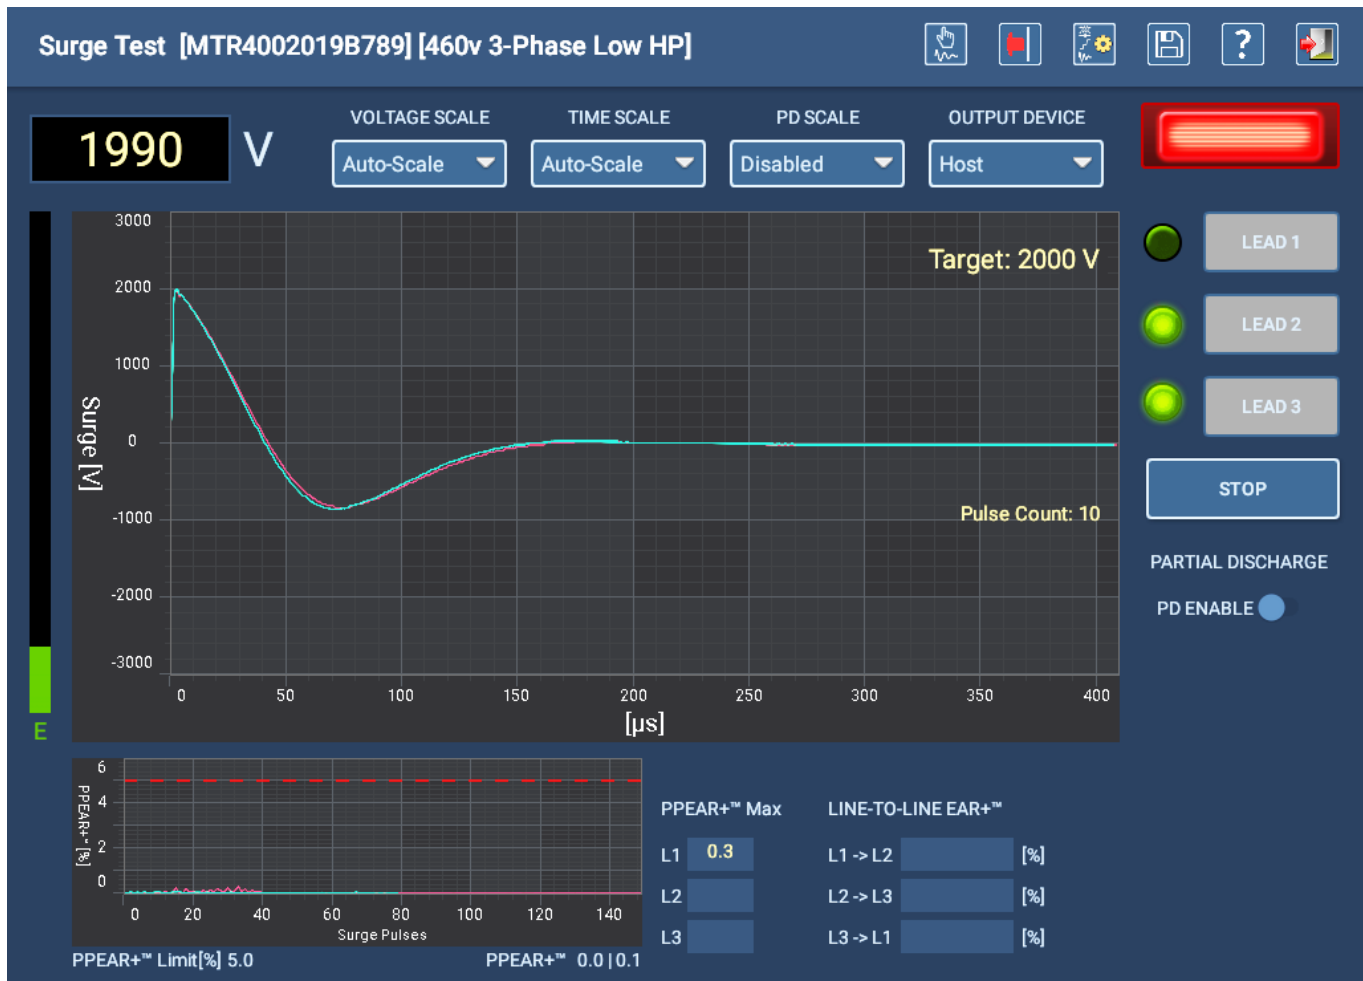 Surge Test [MTR4002019B789] [460v 3-Phase Low HP]
?
1990 V
VOLTAGE SCALE
Auto-Scale
TIME SCALE
Auto-Scale
PD SCALE
Disabled
OUTPUT DEVICE
Host
3000
2000
1000
0
-1000
-2000
-3000
Surge [V]
Target: 2000 V
Pulse Count: 10
0 50 100 150 200 250 300 350 400
[µs]
E
LEAD 1
LEAD 2
LEAD 3
STOP
PARTIAL DISCHARGE
PD ENABLE
6
4
2
0
PPEAR+™ [%]
0 20 40 60 80 100 120 140
Surge Pulses
PPEAR+™ Limit[%] 5.0
PPEAR+™ 0.0 | 0.1
PPEAR+™ Max
L1 0.3
L2
L3
LINE-TO-LINE EAR+™
L1 -> L2 [%]
L2 -> L3 [%]
L3 -> L1 [%]